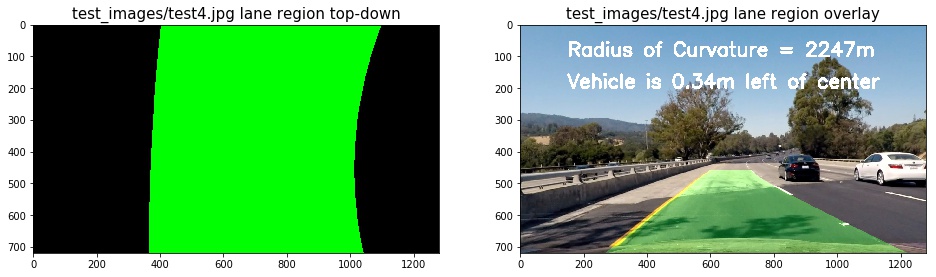 test_images/test4.jpg lane region top-down
0
100
200
300
400
500
600
700
0 200 400 600 800 1000 1200
test_images/test4.jpg lane region overlay
0
100
200
300
400
500
600
700
Radius of Curvature = 2247m
Vehicle is 0.34m left of center
0 200 400 600 800 1000 1200